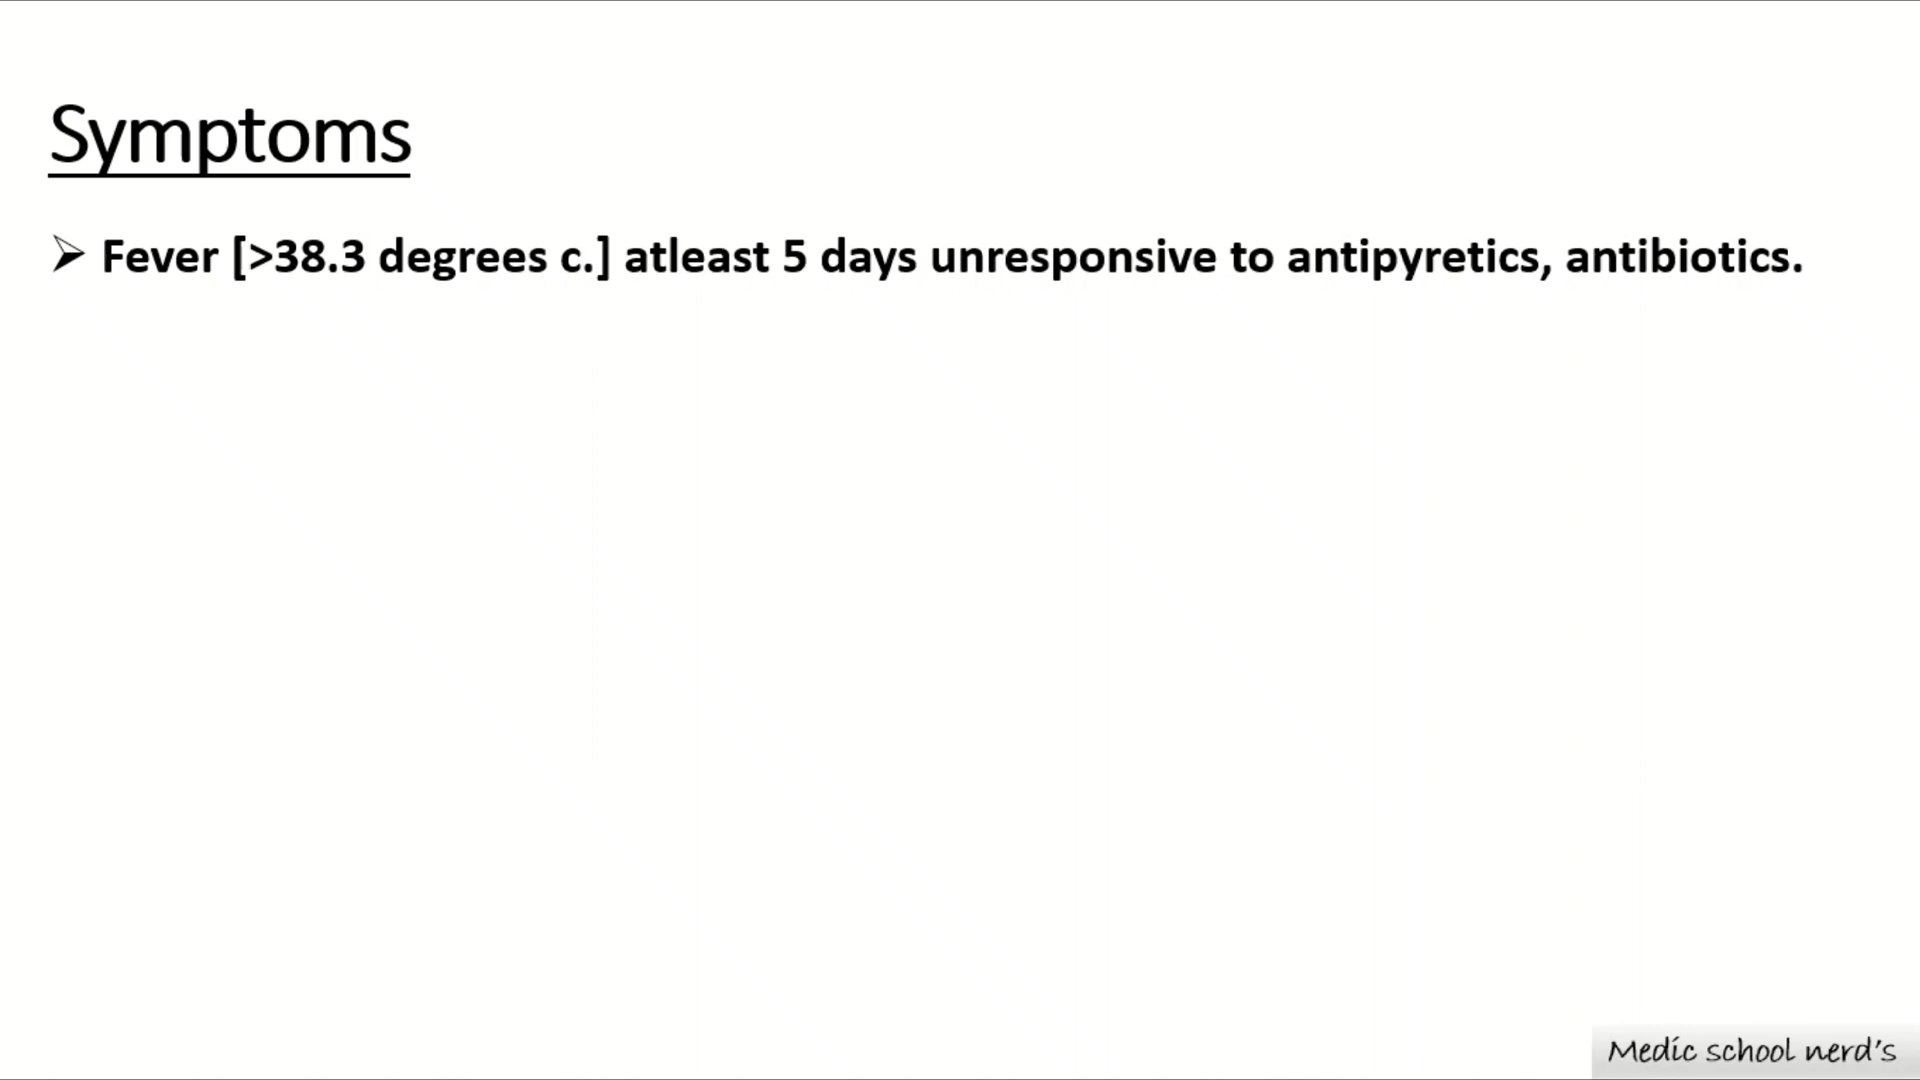 Symptoms
➢ Fever [>38.3 degrees c.] atleast 5 days unresponsive to antipyretics, antibiotics.
Medic school nerd's